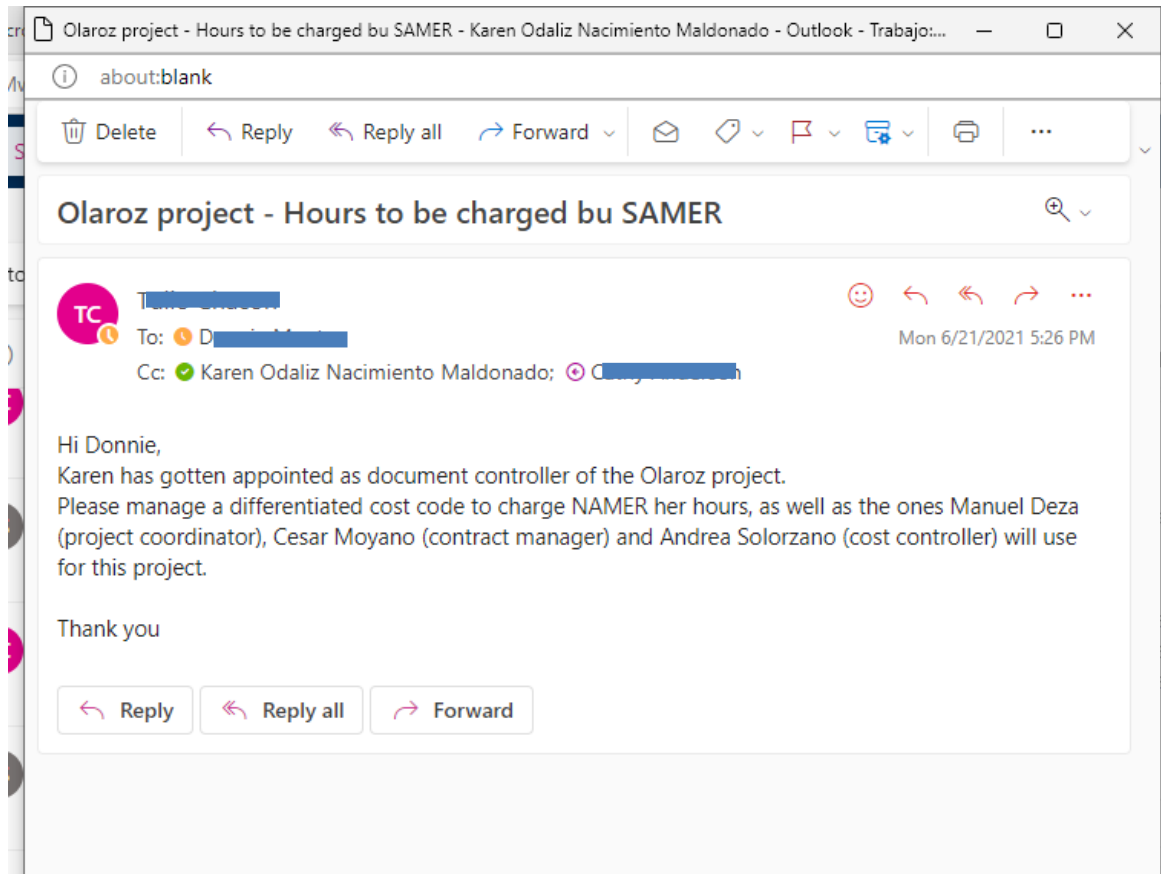 Olaroz project - Hours to be charged bu SAMER - Karen Odaliz Nacimiento Maldonado - Outlook - Trabajo:...
about:blank
Delete Reply Reply all Forward
Olaroz project - Hours to be charged bu SAMER
TC
To:
Mon 6/21/2021 5:26 PM
Cc: Karen Odaliz Nacimiento Maldonado;
Hi Donnie,
Karen has gotten appointed as document controller of the Olaroz project.
Please manage a differentiated cost code to charge NAMER her hours, as well as the ones Manuel Deza
(project coordinator), Cesar Moyano (contract manager) and Andrea Solorzano (cost controller) will use
for this project.
Thank you
Reply Reply all Forward